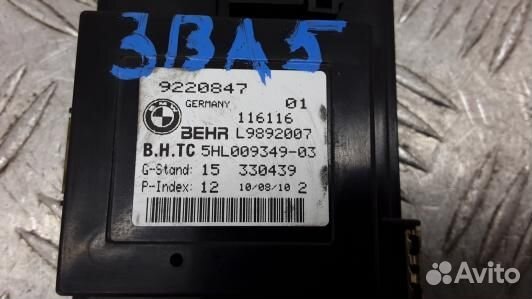 3BA5
9220847
BMW
GERMANY 01
116116
BEHR L9892007
B.H.TC 5HL009349-03
G-Stand: 15 330439
P-Index: 12 10/08/10 2
Avito